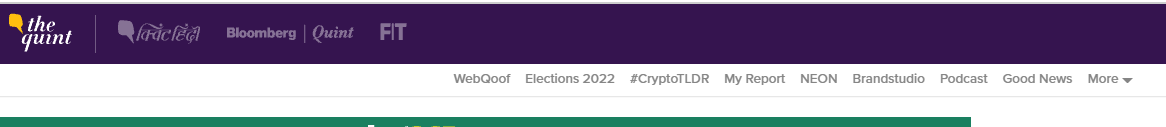 the quint क्विंट हिंदी Bloomberg | Quint FIT
WebQoof Elections 2022 #CryptoTLDR My Report NEON Brandstudio Podcast Good News More